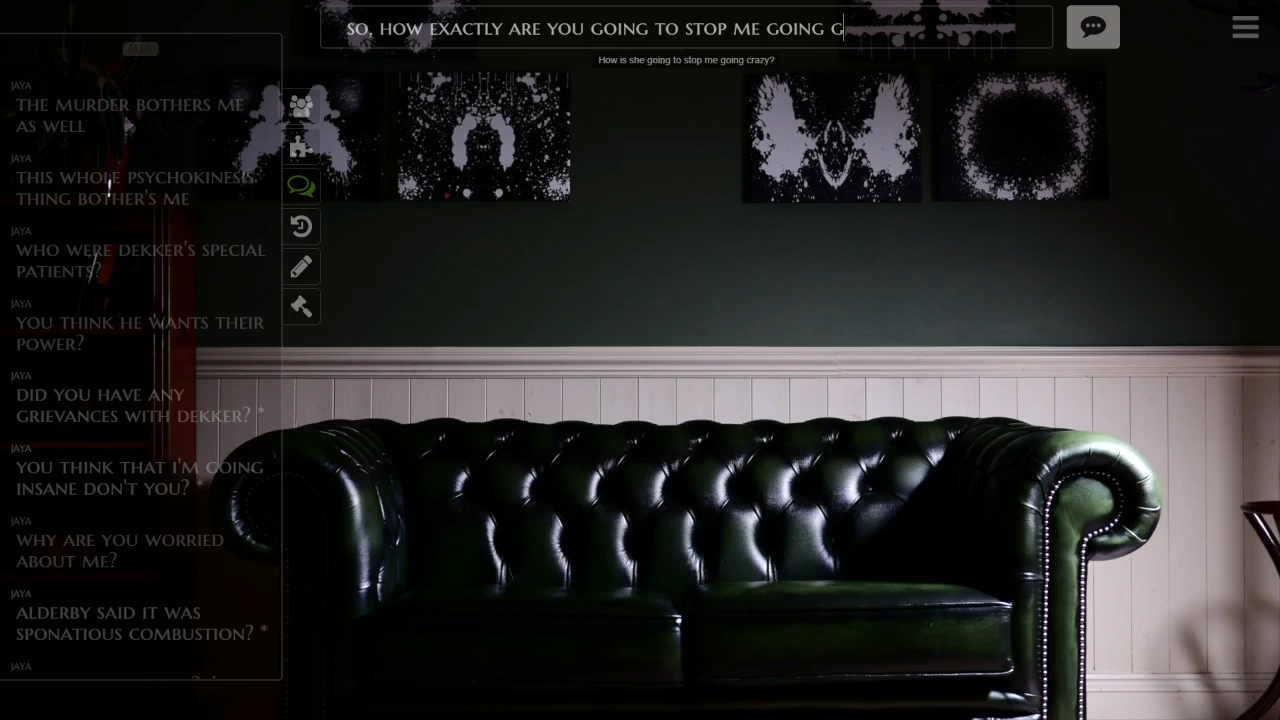 SO, HOW EXACTLY ARE YOU GOING TO STOP ME GOING G
How is she going to stop me going crazy?
JAYA
JAYA
THE MURDER BOTHERS ME
AS WELL
JAYA
THIS WHOLE PSYCHOKINESIS
THING BOTHER'S ME
JAYA
WHO WERE DEKKER'S SPECIAL
PATIENTS?
JAYA
YOU THINK HE WANTS THEIR
POWER?
JAYA
DID YOU HAVE ANY
GRIEVANCES WITH DEKKER? *
JAYA
YOU THINK THAT I'M GOING
INSANE DON'T YOU? *
JAYA
WHY ARE YOU WORRIED
ABOUT ME?
JAYA
ALDERBY SAID IT WAS
SPONATIOUS COMBUSTION? *
JAYA